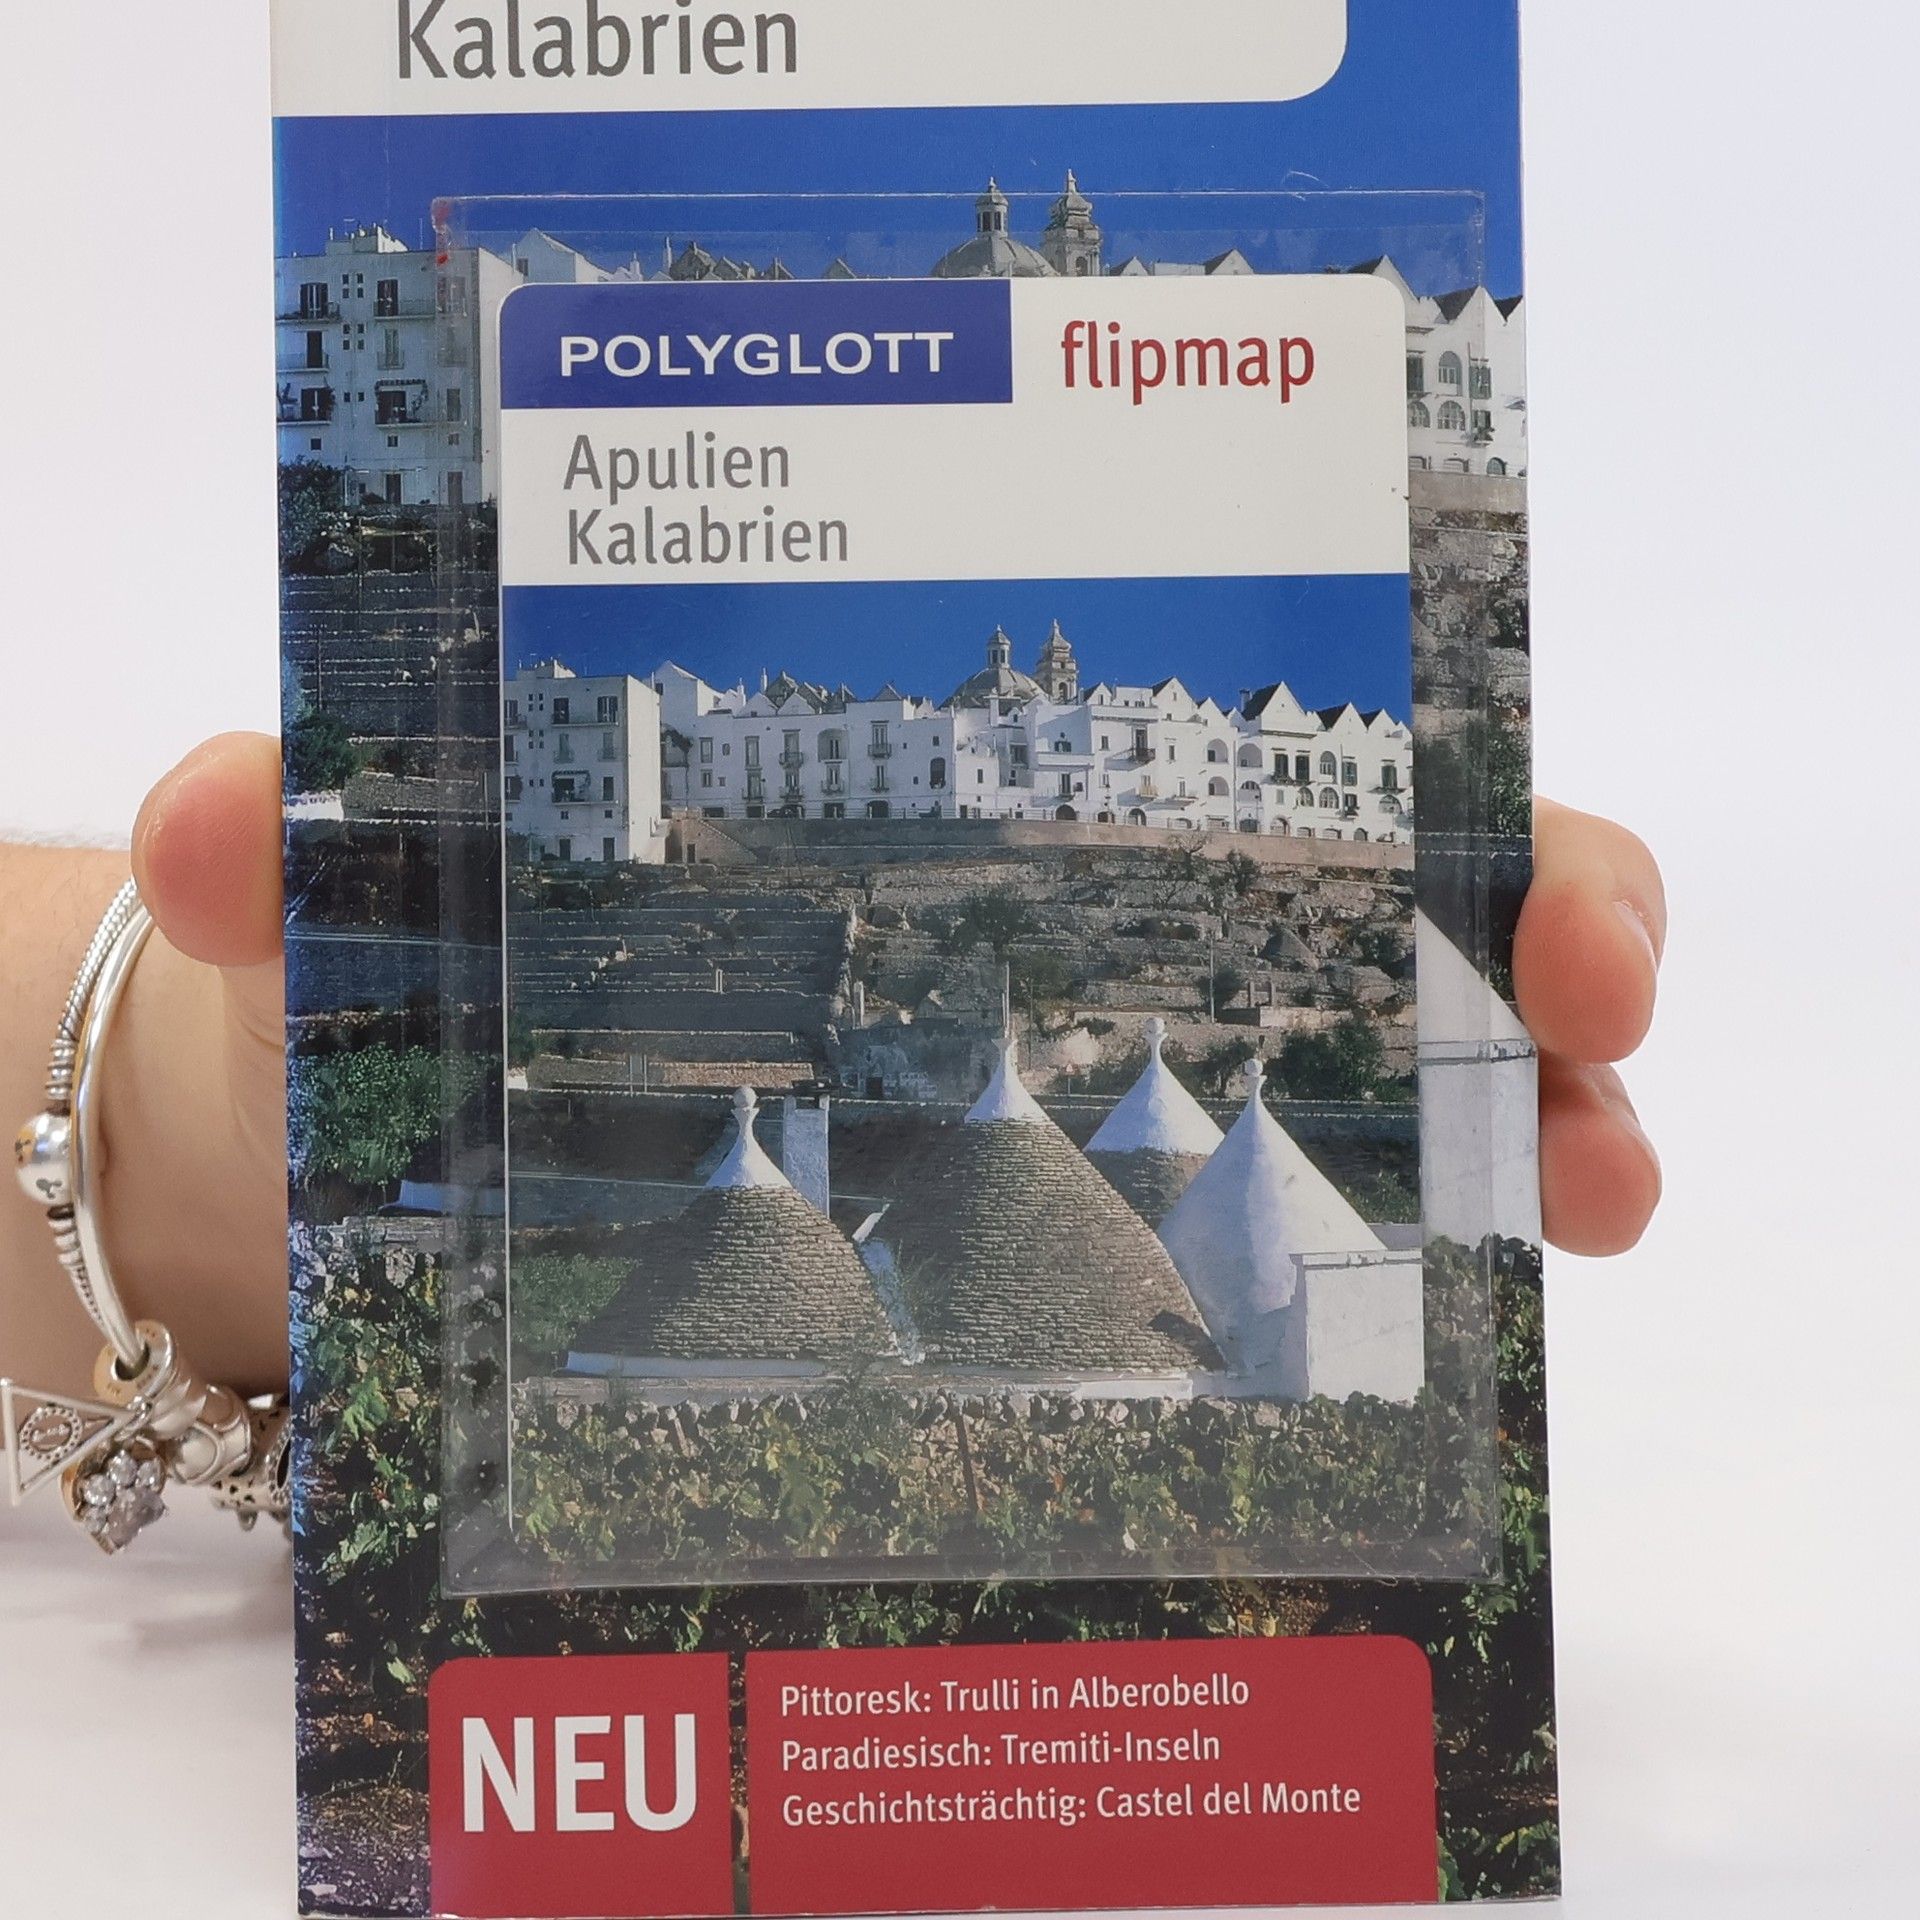 Kalabrien
POLYGLOTT flipmap
Apulien
Kalabrien
NEU
Pittoresk: Trulli in Alberobello
Paradiesisch: Tremiti-Inseln
Geschichtsträchtig: Castel del Monte